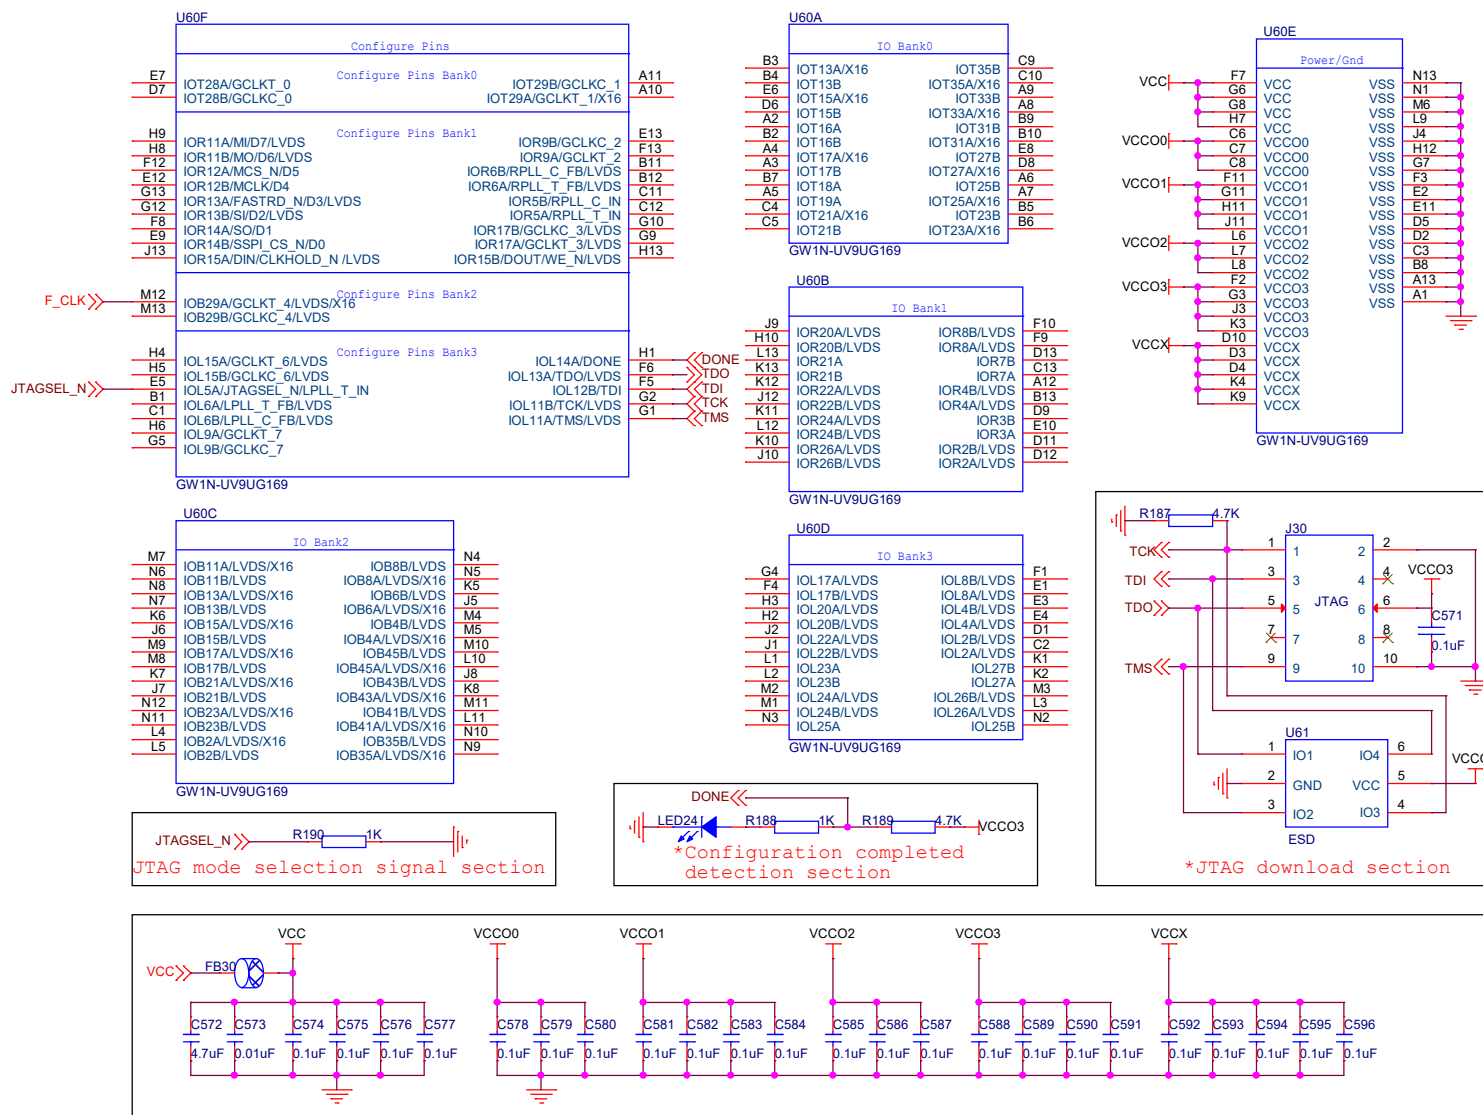 U60F
Configure Pins
Configure Pins Bank0
E7 IOT28A/GCLKT_0 IOT29B/GCLKC_1 A11
D7 IOT28B/GCLKC_0 IOT29A/GCLKT_1/X16 A10
Configure Pins Bank1
H9 IOR11A/MI/D7/LVDS IOR9B/GCLKC_2 E13
H8 IOR11B/MO/D6/LVDS IOR9A/GCLKT_2 F13
F12 IOR12A/MCS_N/D5 IOR6B/RPLL_C_FB/LVDS B11
E12 IOR12B/MCLK/D4 IOR6A/RPLL_T_FB/LVDS B12
G13 IOR13A/FASTRD_N/D3/LVDS IOR5B/RPLL_C_IN C11
G12 IOR13B/SI/D2/LVDS IOR5A/RPLL_T_IN C12
F8 IOR14A/SO/D1 IOR17B/GCLKC_3/LVDS G10
E9 IOR14B/SSPI_CS_N/D0 IOR17A/GCLKT_3/LVDS G9
J13 IOR15A/DIN/CLKHOLD_N /LVDS IOR15B/DOUT/WE_N/LVDS H13
Configure Pins Bank2
F_CLK M12 IOB29A/GCLKT_4/LVDS/X16
M13 IOB29B/GCLKC_4/LVDS
Configure Pins Bank3
H4 IOL15A/GCLKT_6/LVDS IOL14A/DONE H1 DONE
H5 IOL15B/GCLKC_6/LVDS IOL13A/TDO/LVDS F6 TDO
JTAGSEL_N E5 IOL5A/JTAGSEL_N/LPLL_T_IN IOL12B/TDI F5 TDI
B1 IOL6A/LPLL_T_FB/LVDS IOL11B/TCK/LVDS G2 TCK
C1 IOL6B/LPLL_C_FB/LVDS IOL11A/TMS/LVDS G1 TMS
H6 IOL9A/GCLKT_7
G5 IOL9B/GCLKC_7
GW1N-UV9UG169
U60A
IO Bank0
B3 IOT13A/X16 IOT35B C9
B4 IOT13B IOT35A/X16 C10
E6 IOT15A/X16 IOT33B A9
D6 IOT15B IOT33A/X16 A8
A2 IOT16A IOT31B B9
B2 IOT16B IOT31A/X16 B10
A4 IOT17A/X16 IOT27B E8
A3 IOT17B IOT27A/X16 D8
B7 IOT18A IOT25B A6
A5 IOT19A IOT25A/X16 A7
C4 IOT21A/X16 IOT23B B5
C5 IOT21B IOT23A/X16 B6
GW1N-UV9UG169
U60E
Power/Gnd
VCC F7 VCC VSS N13
G6 VCC VSS N1
G8 VCC VSS M6
H7 VCC VSS L9
VCCO0 C6 VCCO0 VSS J4
C7 VCCO0 VSS H12
C8 VCCO0 VSS G7
VCCO1 F11 VCCO1 VSS F3
G11 VCCO1 VSS E2
H11 VCCO1 VSS E11
J11 VCCO1 VSS D5
VCCO2 L6 VCCO2 VSS D2
L7 VCCO2 VSS C3
L8 VCCO2 VSS B8
VCCO3 F2 VCCO3 VSS A13
G3 VCCO3 VSS A1
J3 VCCO3
K3 VCCO3
VCCX D10 VCCX
D3 VCCX
D4 VCCX
K4 VCCX
K9 VCCX
GW1N-UV9UG169
U60B
IO Bank1
J9 IOR20A/LVDS IOR8B/LVDS F10
H10 IOR20B/LVDS IOR8A/LVDS F9
L13 IOR21A IOR7B D13
K13 IOR21B IOR7A C13
K12 IOR22A/LVDS IOR4B/LVDS A12
J12 IOR22B/LVDS IOR4A/LVDS B13
K11 IOR24A/LVDS IOR3B D9
L12 IOR24B/LVDS IOR3A E10
K10 IOR26A/LVDS IOR2B/LVDS D11
J10 IOR26B/LVDS IOR2A/LVDS D12
GW1N-UV9UG169
U60C
IO Bank2
M7 IOB11A/LVDS/X16 IOB8B/LVDS N4
N6 IOB11B/LVDS IOB8A/LVDS/X16 N5
N8 IOB13A/LVDS/X16 IOB6B/LVDS K5
N7 IOB13B/LVDS IOB6A/LVDS/X16 J5
K6 IOB15A/LVDS/X16 IOB4B/LVDS M4
J6 IOB15B/LVDS IOB4A/LVDS/X16 M5
M9 IOB17A/LVDS/X16 IOB45B/LVDS M10
M8 IOB17B/LVDS IOB45A/LVDS/X16 L10
K7 IOB21A/LVDS/X16 IOB43B/LVDS J8
J7 IOB21B/LVDS IOB43A/LVDS/X16 K8
N12 IOB23A/LVDS/X16 IOB41B/LVDS M11
N11 IOB23B/LVDS IOB41A/LVDS/X16 L11
L4 IOB2A/LVDS/X16 IOB35B/LVDS N10
L5 IOB2B/LVDS IOB35A/LVDS/X16 N9
GW1N-UV9UG169
U60D
IO Bank3
G4 IOL17A/LVDS IOL8B/LVDS F1
F4 IOL17B/LVDS IOL8A/LVDS E1
H3 IOL20A/LVDS IOL4B/LVDS E3
H2 IOL20B/LVDS IOL4A/LVDS E4
J2 IOL22A/LVDS IOL2B/LVDS D1
J1 IOL22B/LVDS IOL2A/LVDS C2
L1 IOL23A IOL27B K1
L2 IOL23B IOL27A K2
M2 IOL24A/LVDS IOL26B/LVDS M3
M1 IOL24B/LVDS IOL26A/LVDS L3
N3 IOL25A IOL25B N2
GW1N-UV9UG169
R187 4.7K
J30
TCK 1 1 2 2
TDI 3 3 4 4 VCCO3
TDO 5 5 JTAG 6 6 C571
7 7 8 8 0.1uF
TMS 9 9 10 10
U61
1 IO1 IO4 6
2 GND VCC 5
3 IO2 IO3 4
ESD
*JTAG download section
JTAGSEL_N R190 1K
JTAG mode selection signal section
DONE
LED24 R188 1K R189 4.7K VCCO3
*Configuration completed
detection section
VCC VCCO0 VCCO1 VCCO2 VCCO3 VCCX
VCC FB30
C572 C573 C574 C575 C576 C577 C578 C579 C580 C581 C582 C583 C584 C585 C586 C587 C588 C589 C590 C591 C592 C593 C594 C595 C596
4.7uF 0.01uF 0.1uF 0.1uF 0.1uF 0.1uF 0.1uF 0.1uF 0.1uF 0.1uF 0.1uF 0.1uF 0.1uF 0.1uF 0.1uF 0.1uF 0.1uF 0.1uF 0.1uF 0.1uF 0.1uF 0.1uF 0.1uF 0.1uF 0.1uF